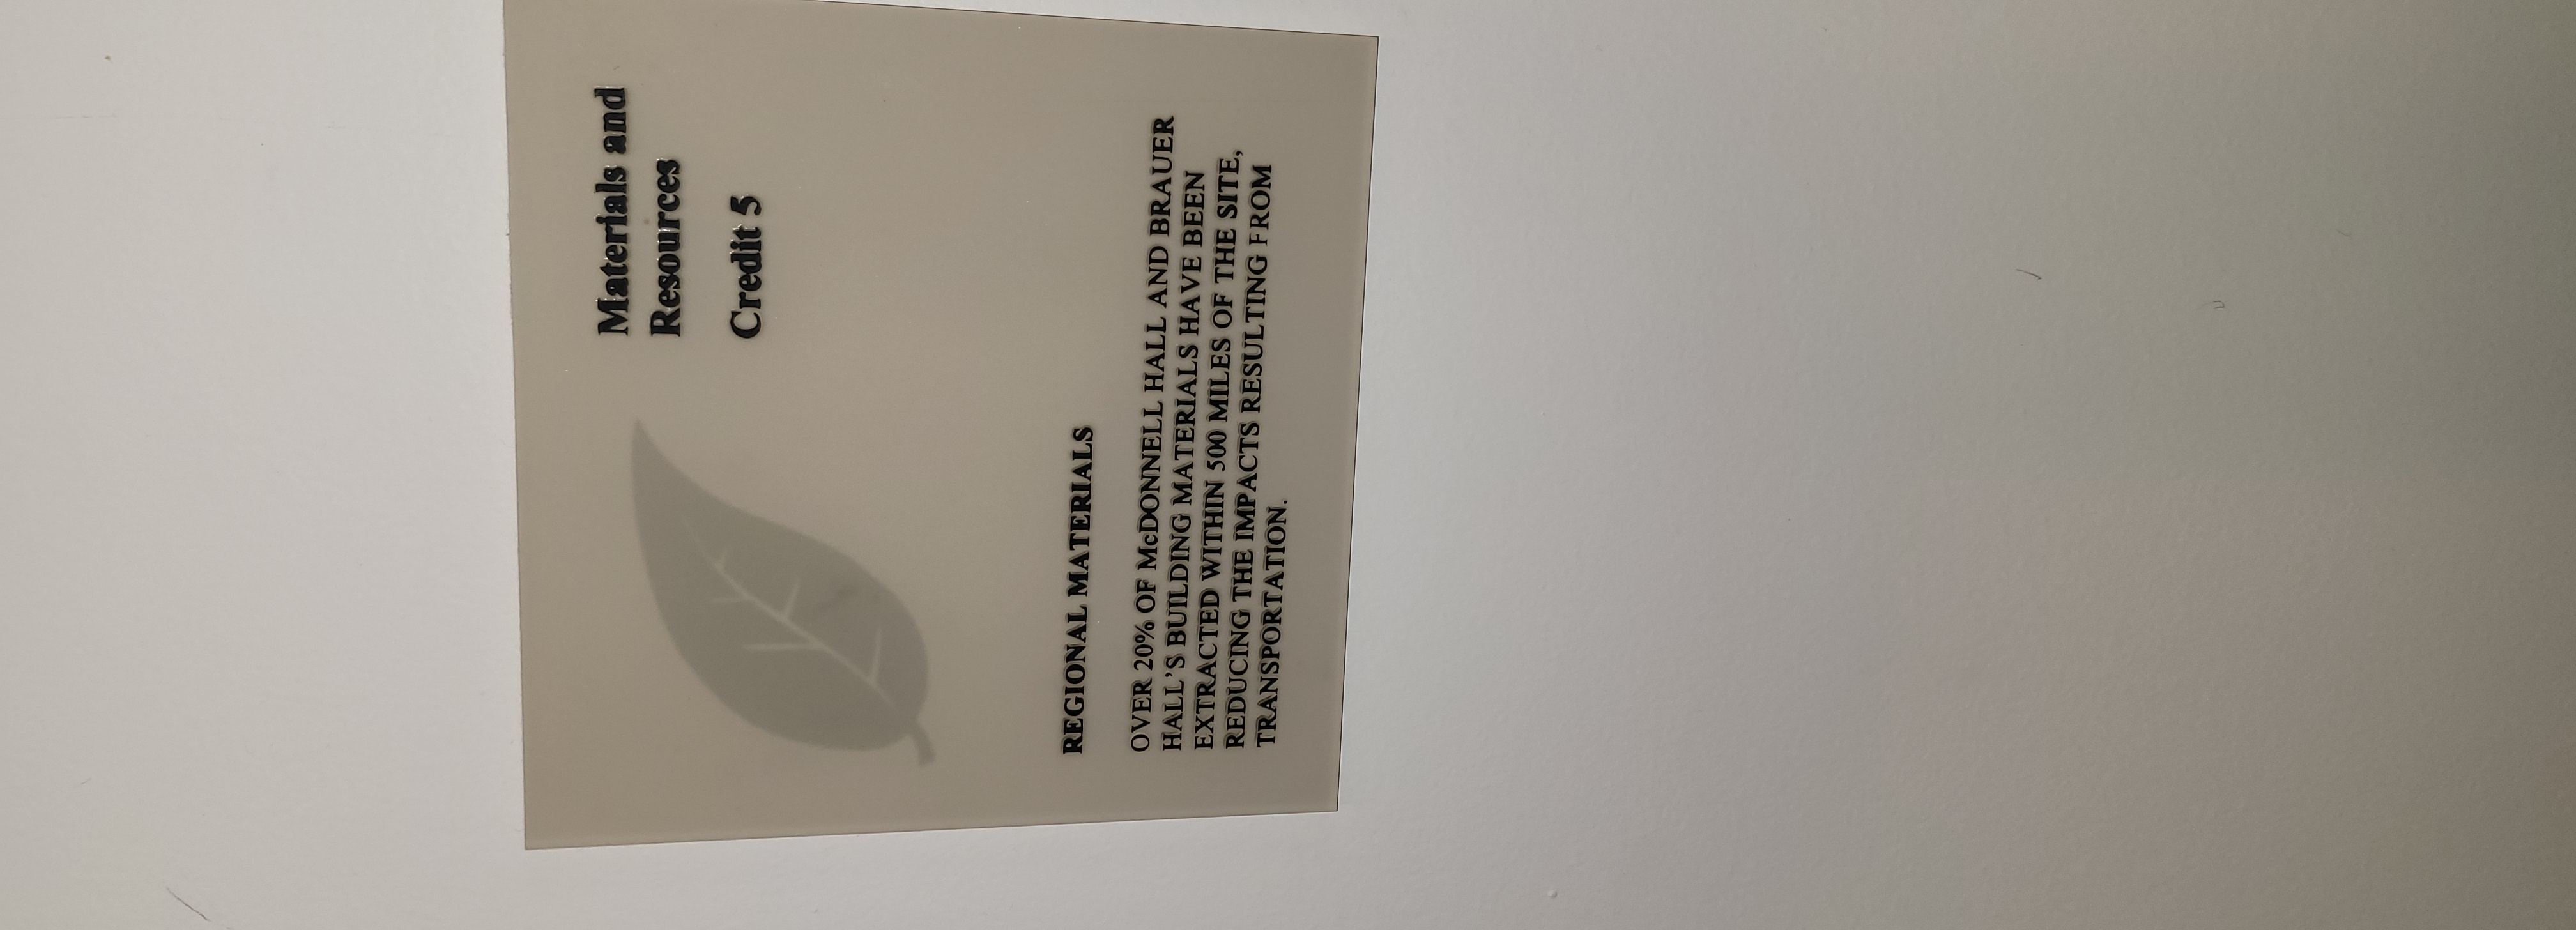 Materials and
Resources
Credit 5
REGIONAL MATERIALS
OVER 20% OF McDONNELL HALL AND BRAUER
HALL'S BUILDING MATERIALS HAVE BEEN
EXTRACTED WITHIN 500 MILES OF THE SITE,
REDUCING THE IMPACTS RESULTING FROM
TRANSPORTATION.